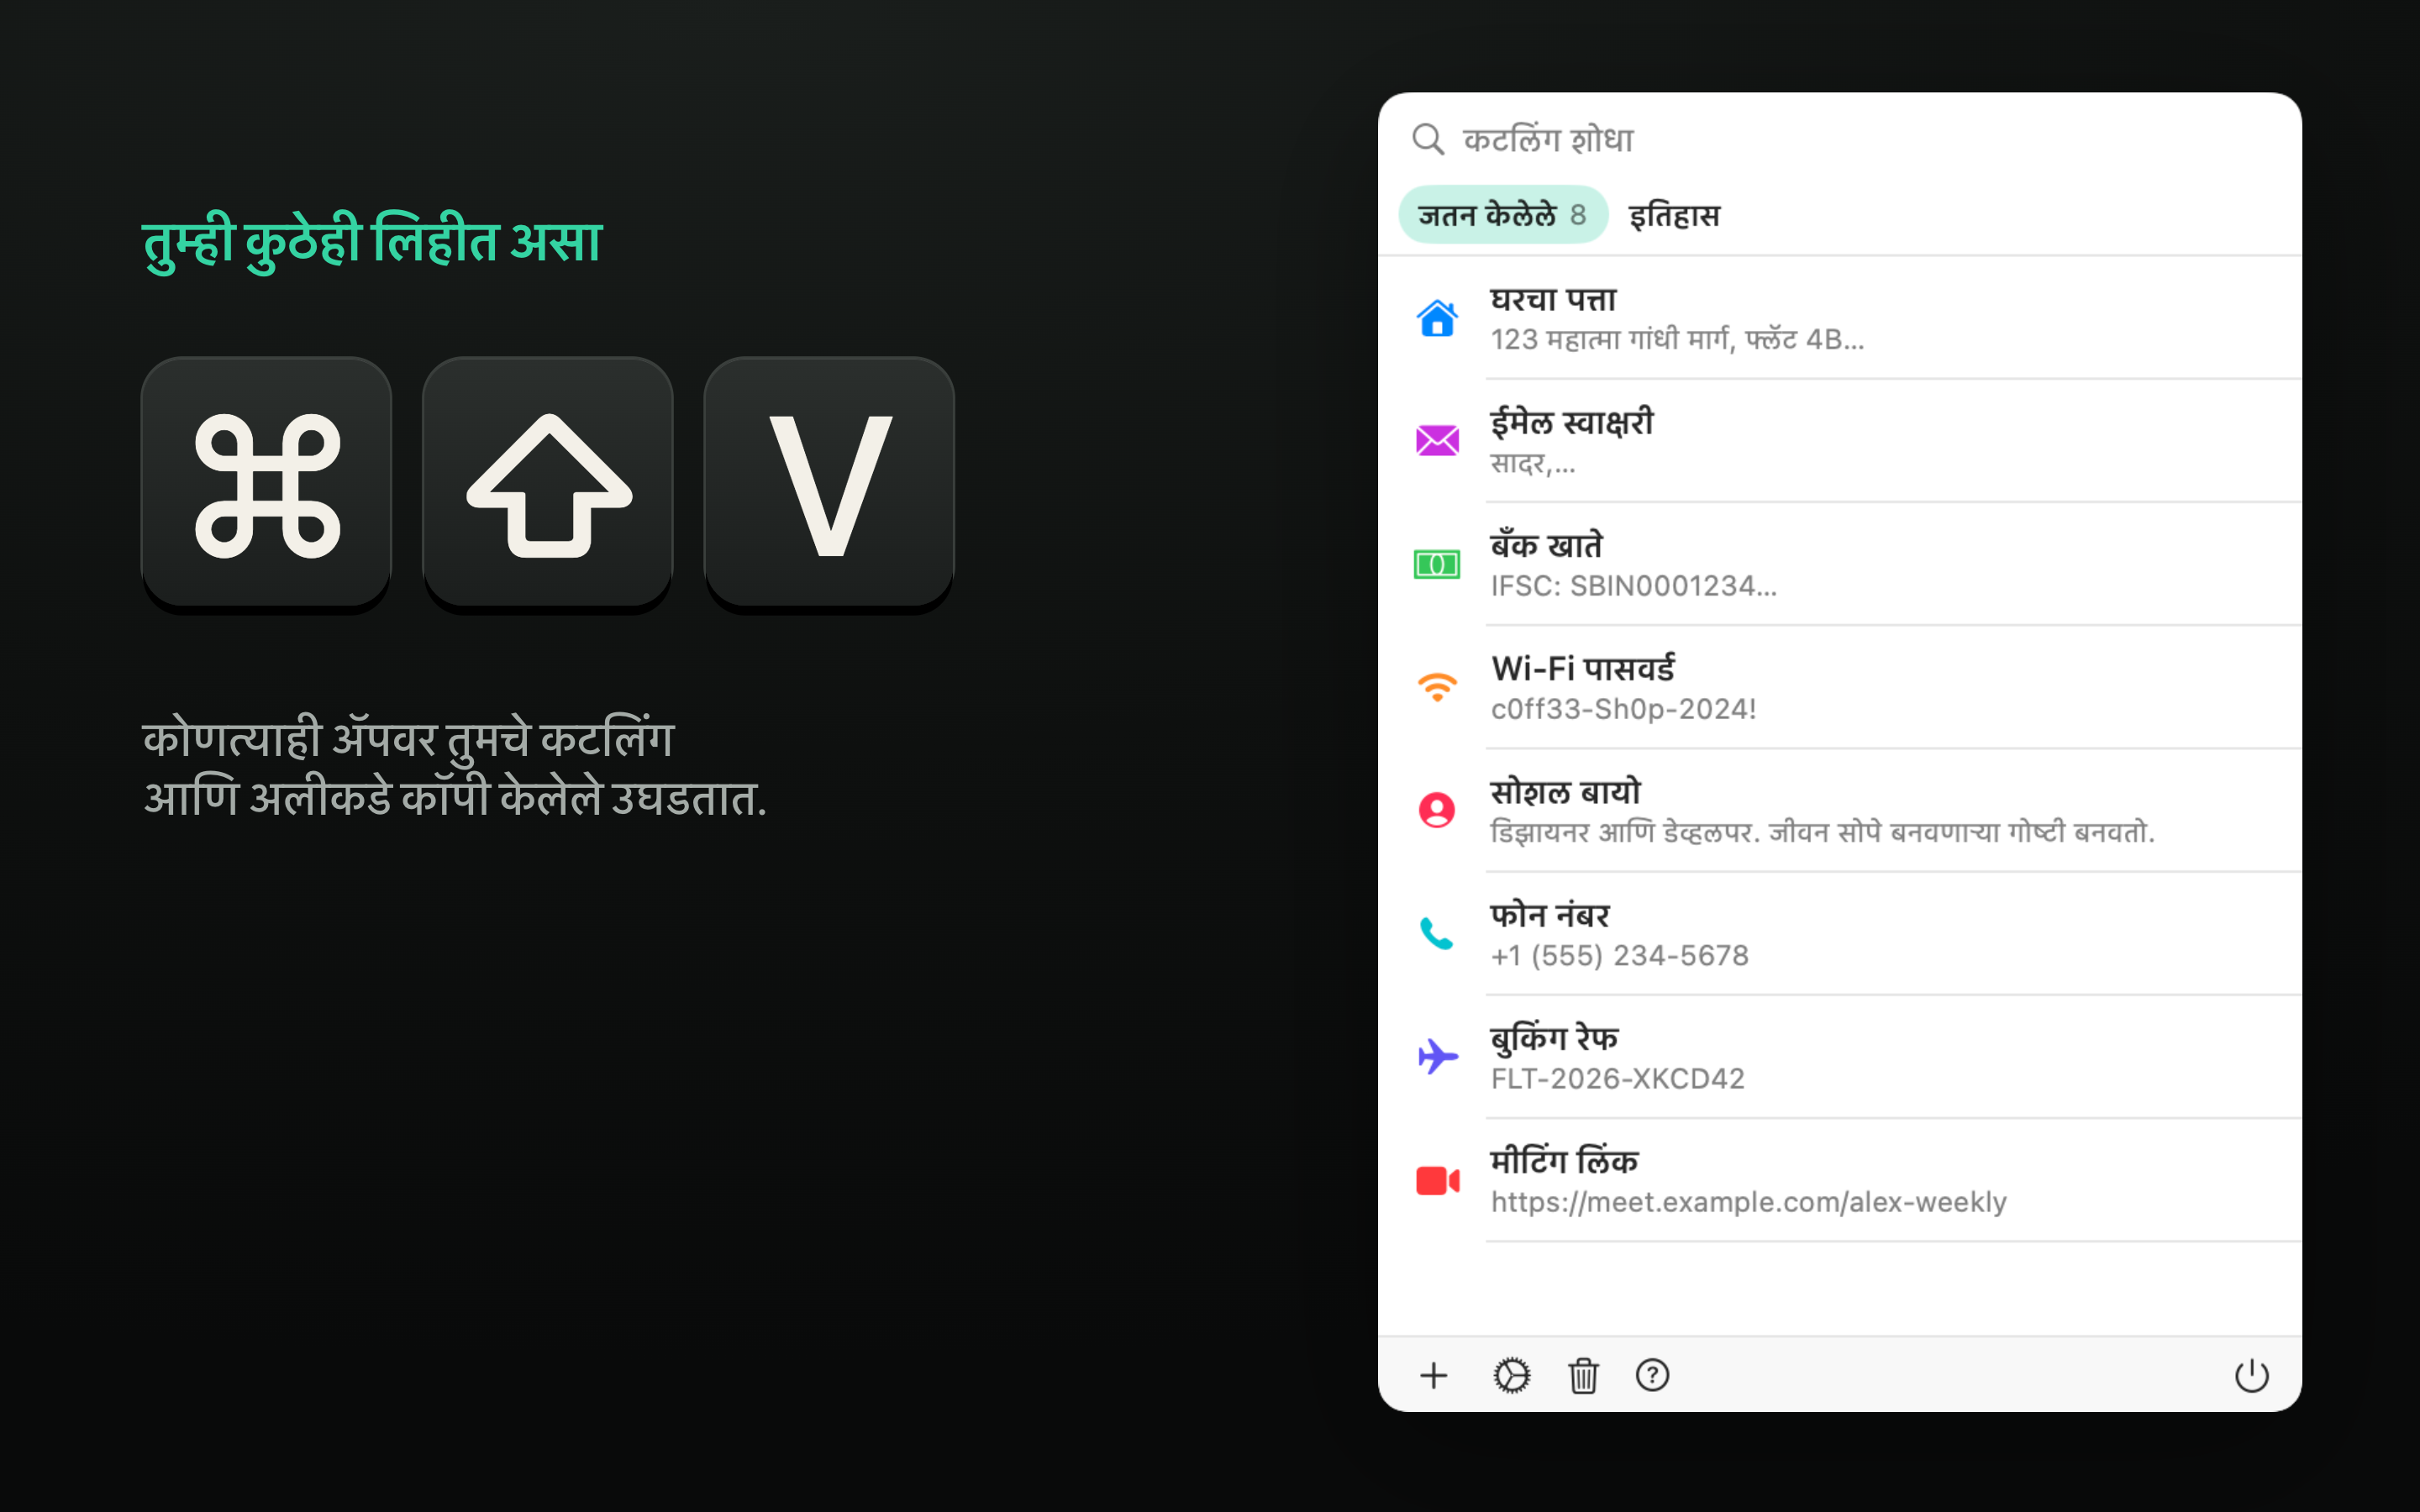 तुम्ही कुठेही लिहीत असा
⌘ ⇧ V
कोणत्याही ॲपवर तुमचे कटलिंग
आणि अलीकडे कॉपी केलेले उघडतात.
कटलिंग शोधा
जतन केलेले 8 इतिहास
घरचा पत्ता
123 महात्मा गांधी मार्ग, फ्लॅट 4B...
ईमेल स्वाक्षरी
सादर,...
बँक खाते
IFSC: SBIN0001234...
Wi-Fi पासवर्ड
c0ff33-Sh0p-2024!
सोशल बायो
डिझायनर आणि डेव्हलपर. जीवन सोपे बनवणाऱ्या गोष्टी बनवतो.
फोन नंबर
+1 (555) 234-5678
बुकिंग रेफ
FLT-2026-XKCD42
मीटिंग लिंक
https://meet.example.com/alex-weekly